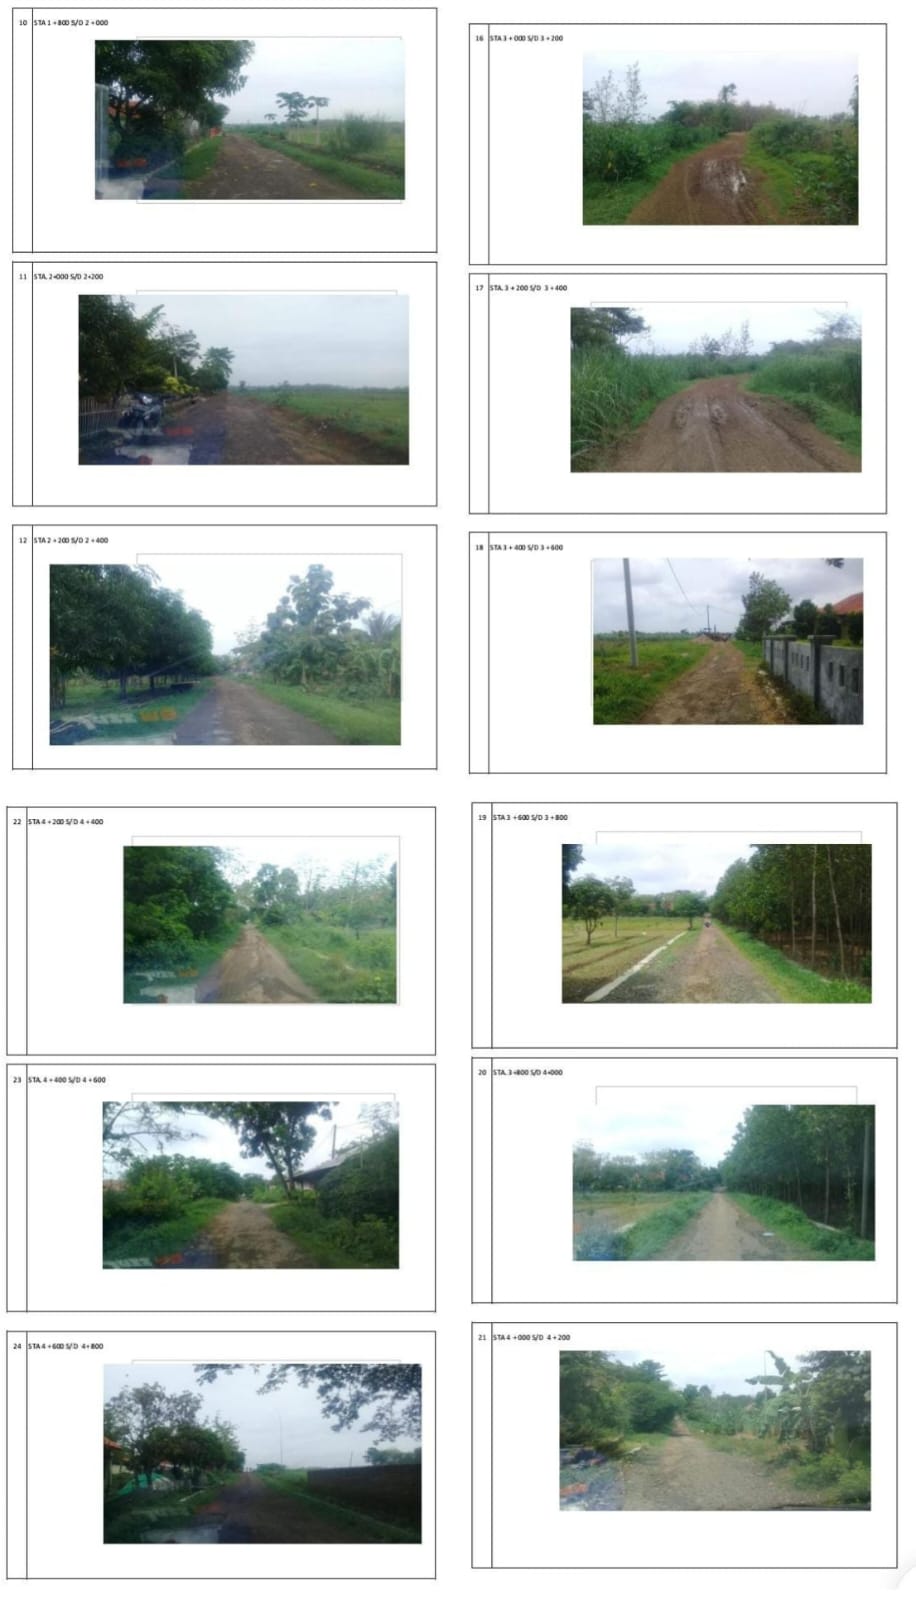 10 STA 1 +800 S/D 2 +000
11 STA. 2+000 S/D 2+200
12 STA 2 +200 S/D 2 +400
22 STA 4 +200 S/D 4 +400
23 STA. 4 +400 S/D 4 +600
24 STA 4 +600 S/D 4+800
16 STA 3 + 000 S/D 3 +200
17 STA. 3 +200 S/D 3 +400
18 STA 3 + 400 S/D 3 +600
19 STA 3 +600 S/D 3 +800
20 STA. 3+800 S/D 4+000
21 STA 4 +000 S/D 4 +200